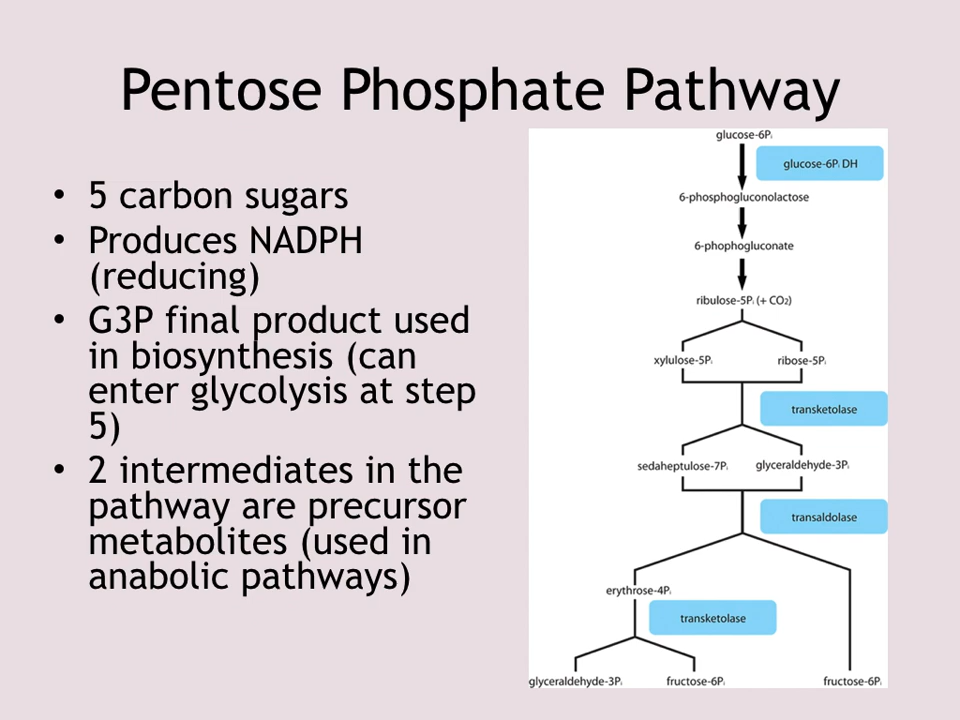 Pentose Phosphate Pathway
• 5 carbon sugars
• Produces NADPH
(reducing)
• G3P final product used
in biosynthesis (can
enter glycolysis at step
5)
• 2 intermediates in the
pathway are precursor
metabolites (used in
anabolic pathways)
glucose-6Pi
glucose-6Pi DH
6-phosphogluconolactose
6-phophogluconate
ribulose-5Pi (+ CO2)
xylulose-5Pi
ribose-5Pi
transketolase
sedaheptulose-7Pi
glyceraldehyde-3Pi
transaldolase
erythrose-4Pi
transketolase
glyceraldehyde-3Pi
fructose-6Pi
fructose-6Pi